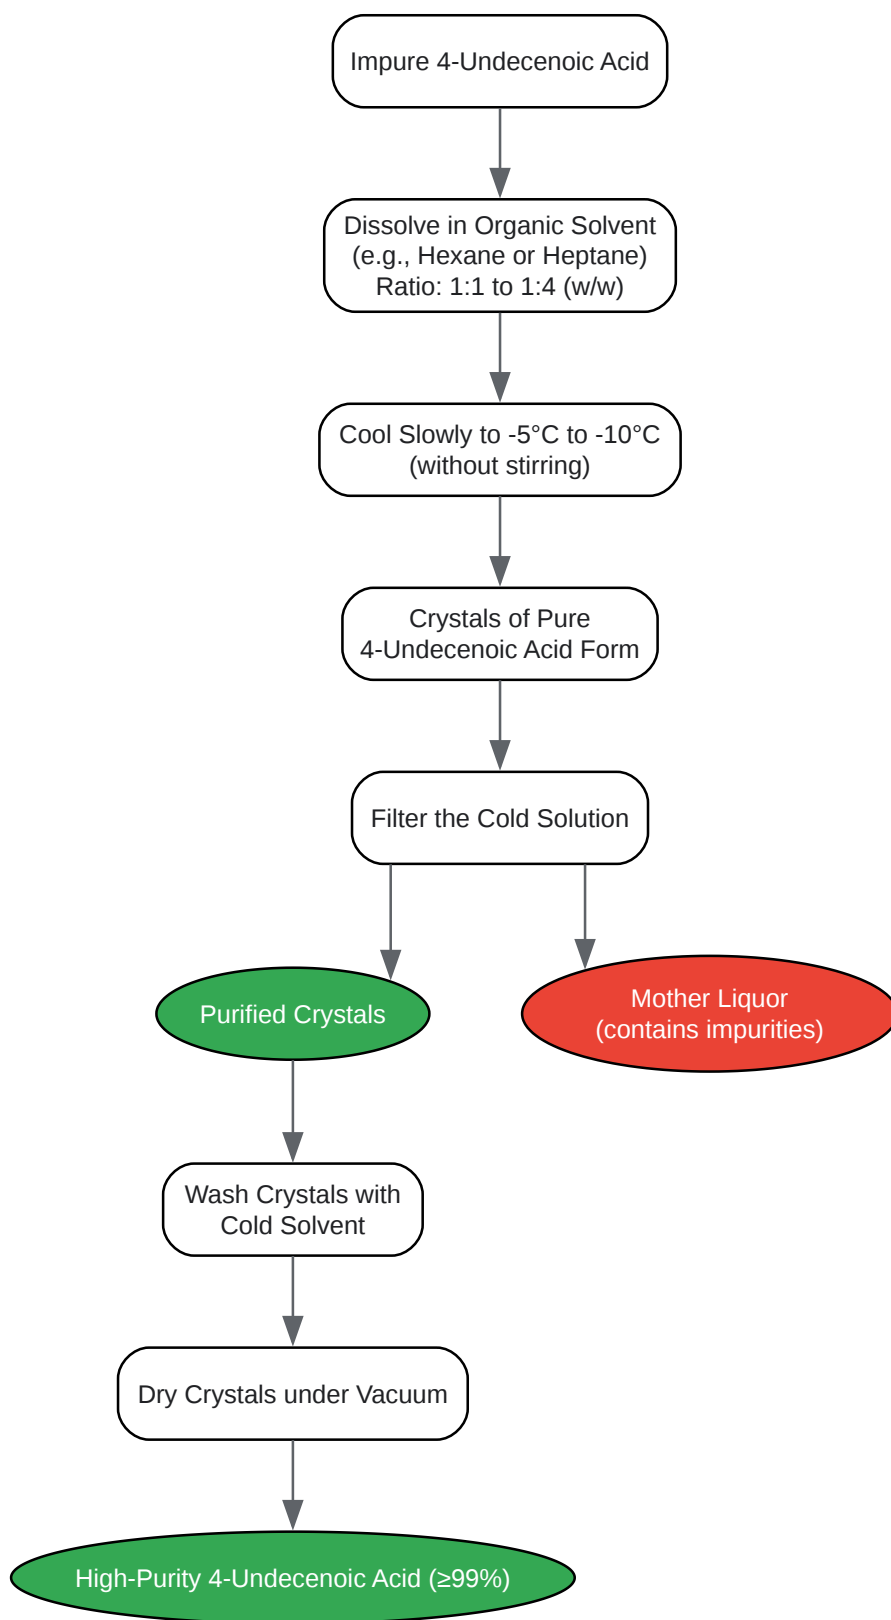 Impure 4-Undecenoic Acid
Dissolve in Organic Solvent
(e.g., Hexane or Heptane)
Ratio: 1:1 to 1:4 (w/w)
Cool Slowly to -5°C to -10°C
(without stirring)
Crystals of Pure
4-Undecenoic Acid Form
Filter the Cold Solution
Purified Crystals
Mother Liquor
(contains impurities)
Wash Crystals with
Cold Solvent
Dry Crystals under Vacuum
High-Purity 4-Undecenoic Acid (≥99%)